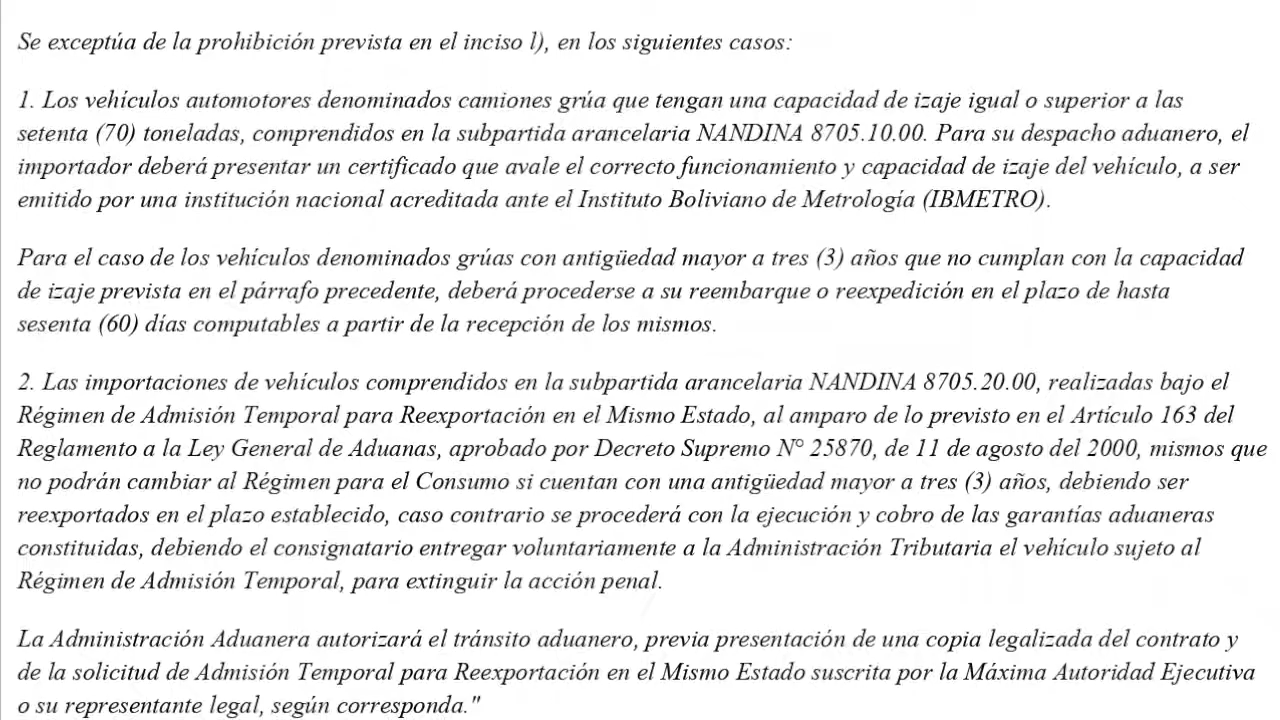 Se exceptúa de la prohibición prevista en el inciso l), en los siguientes casos:
1. Los vehículos automotores denominados camiones grúa que tengan una capacidad de izaje igual o superior a las
setenta (70) toneladas, comprendidos en la subpartida arancelaria NANDINA 8705.10.00. Para su despacho aduanero, el
importador deberá presentar un certificado que avale el correcto funcionamiento y capacidad de izaje del vehículo, a ser
emitido por una institución nacional acreditada ante el Instituto Boliviano de Metrología (IBMETRO).
Para el caso de los vehículos denominados grúas con antigüedad mayor a tres (3) años que no cumplan con la capacidad
de izaje prevista en el párrafo precedente, deberá procederse a su reembarque o reexpedición en el plazo de hasta
sesenta (60) días computables a partir de la recepción de los mismos.
2. Las importaciones de vehículos comprendidos en la subpartida arancelaria NANDINA 8705.20.00, realizadas bajo el
Régimen de Admisión Temporal para Reexportación en el Mismo Estado, al amparo de lo previsto en el Artículo 163 del
Reglamento a la Ley General de Aduanas, aprobado por Decreto Supremo N° 25870, de 11 de agosto del 2000, mismos que
no podrán cambiar al Régimen para el Consumo si cuentan con una antigüedad mayor a tres (3) años, debiendo ser
reexportados en el plazo establecido, caso contrario se procederá con la ejecución y cobro de las garantías aduaneras
constituidas, debiendo el consignatario entregar voluntariamente a la Administración Tributaria el vehículo sujeto al
Régimen de Admisión Temporal, para extinguir la acción penal.
La Administración Aduanera autorizará el tránsito aduanero, previa presentación de una copia legalizada del contrato y
de la solicitud de Admisión Temporal para Reexportación en el Mismo Estado suscrita por la Máxima Autoridad Ejecutiva
o su representante legal, según corresponda."